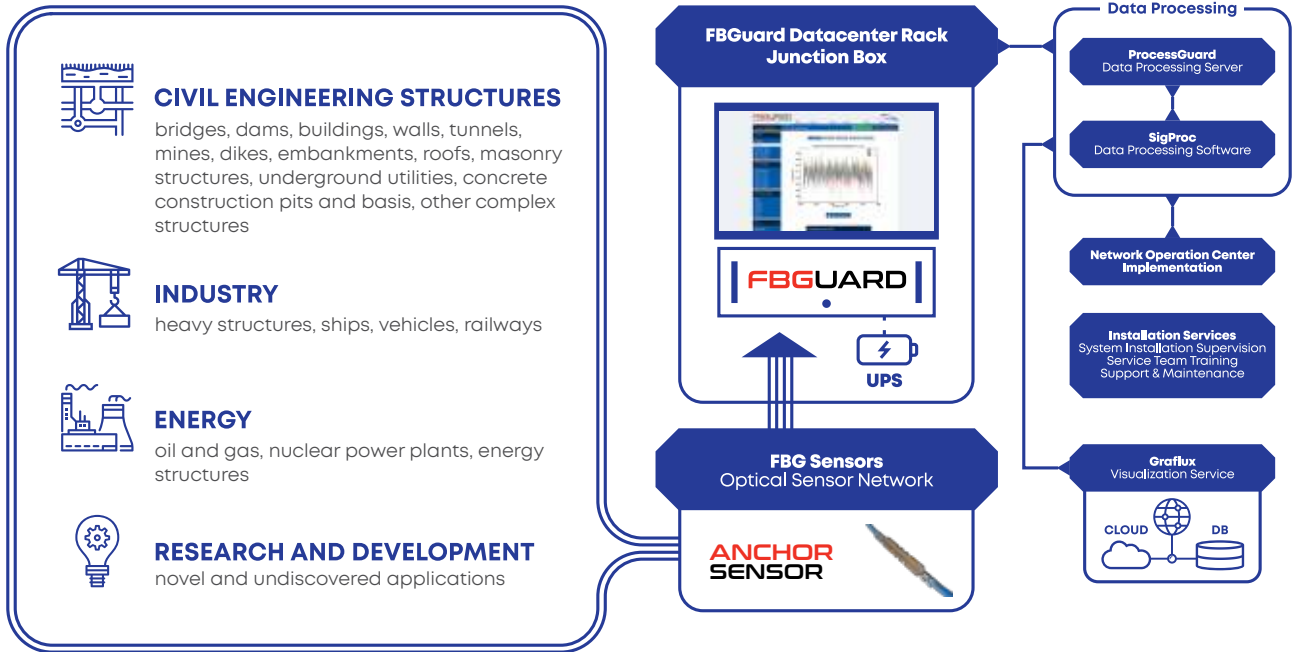 CIVIL ENGINEERING STRUCTURES
bridges, dams, buildings, walls, tunnels,
mines, dikes, embankments, roofs, masonry
structures, underground utilities, concrete
construction pits and basis, other complex
structures
INDUSTRY
heavy structures, ships, vehicles, railways
ENERGY
oil and gas, nuclear power plants, energy
structures
RESEARCH AND DEVELOPMENT
novel and undiscovered applications
FBGuard Datacenter Rack
Junction Box
FBGUARD
UPS
FBG Sensors
Optical Sensor Network
ANCHOR
SENSOR
Data Processing
ProcessGuard
Data Processing Server
SigProc
Data Processing Software
Network Operation Center
Implementation
Installation Services
System Installation Supervision
Service Team Training
Support & Maintenance
Graflux
Visualization Service
CLOUD
DB